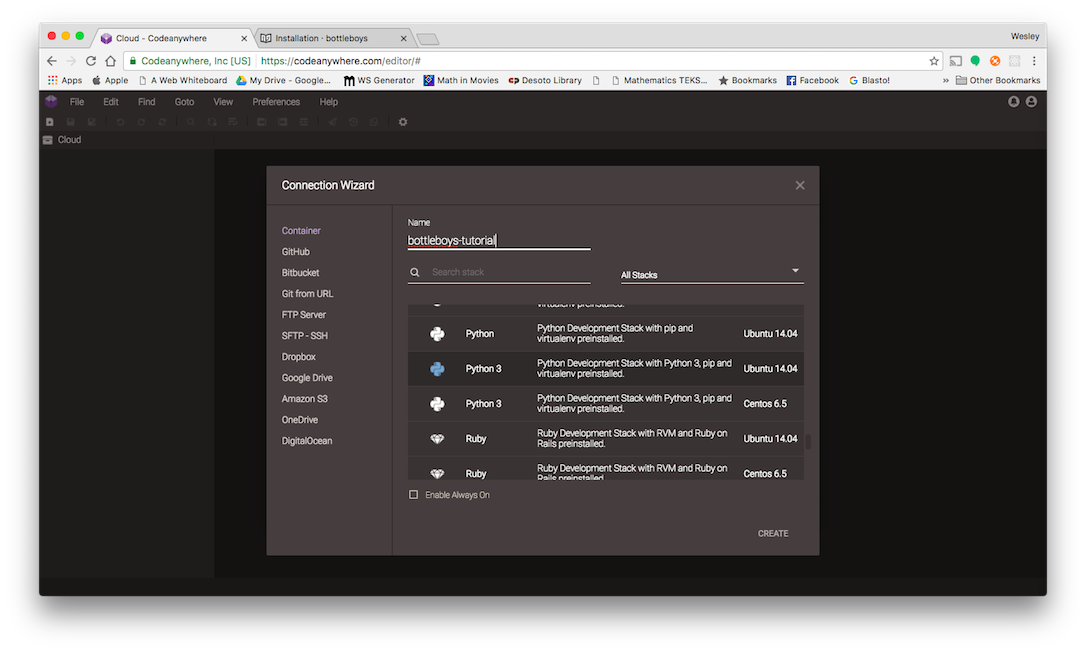 Cloud - Codeanywhere
Installation · bottleboys
Wesley
Codeanywhere, Inc [US]
https://codeanywhere.com/editor/#
Apps
Apple
A Web Whiteboard
My Drive - Google...
WS Generator
Math in Movies
Desoto Library
Mathematics TEKS...
Bookmarks
Facebook
Blasto!
»
Other Bookmarks
File
Edit
Find
Goto
View
Preferences
Help
Cloud
Connection Wizard
Container
GitHub
Bitbucket
Git from URL
FTP Server
SFTP - SSH
Dropbox
Google Drive
Amazon S3
OneDrive
DigitalOcean
Name
bottleboys-tutorial
Search stack
All Stacks
virtualenv preinstalled.
Python
Python Development Stack with pip and
virtualenv preinstalled.
Ubuntu 14.04
Python 3
Python Development Stack with Python 3, pip and
virtualenv preinstalled.
Ubuntu 14.04
Python 3
Python Development Stack with Python 3, pip and
virtualenv preinstalled.
Centos 6.5
Ruby
Ruby Development Stack with RVM and Ruby on
Rails preinstalled.
Ubuntu 14.04
Ruby
Ruby Development Stack with RVM and Ruby on
Rails preinstalled.
Centos 6.5
Enable Always On
CREATE